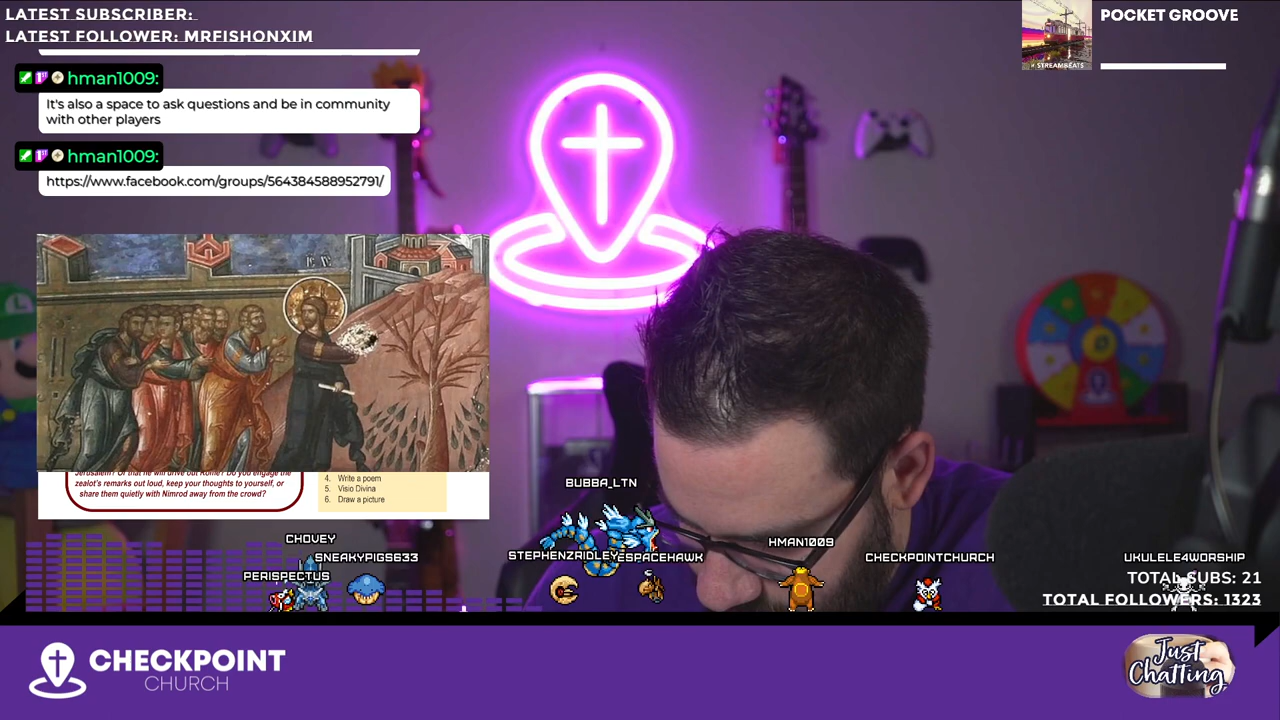 LATEST SUBSCRIBER:
LATEST FOLLOWER: MRFISHONXIM
POCKET GROOVE
STREAMBEATS
hman1009:
It's also a space to ask questions and be in community
with other players
hman1009:
https://www.facebook.com/groups/564384588952791/
zealot's remarks out loud, keep your thoughts to yourself, or
share them quietly with Nimrod away from the crowd?
4. Write a poem
5. Visio Divina
6. Draw a picture
BUBBA_LTN
CHOVEY
SNEAKYPIGS633
PERISPECTUS
STEPHENZRIDLEY
ESPACEHAWK
HMAN1009
CHECKPOINTCHURCH
UKULELE4WORSHIP
TOTAL SUBS: 21
TOTAL FOLLOWERS: 1323
CHECKPOINT
CHURCH
Just
Chatting